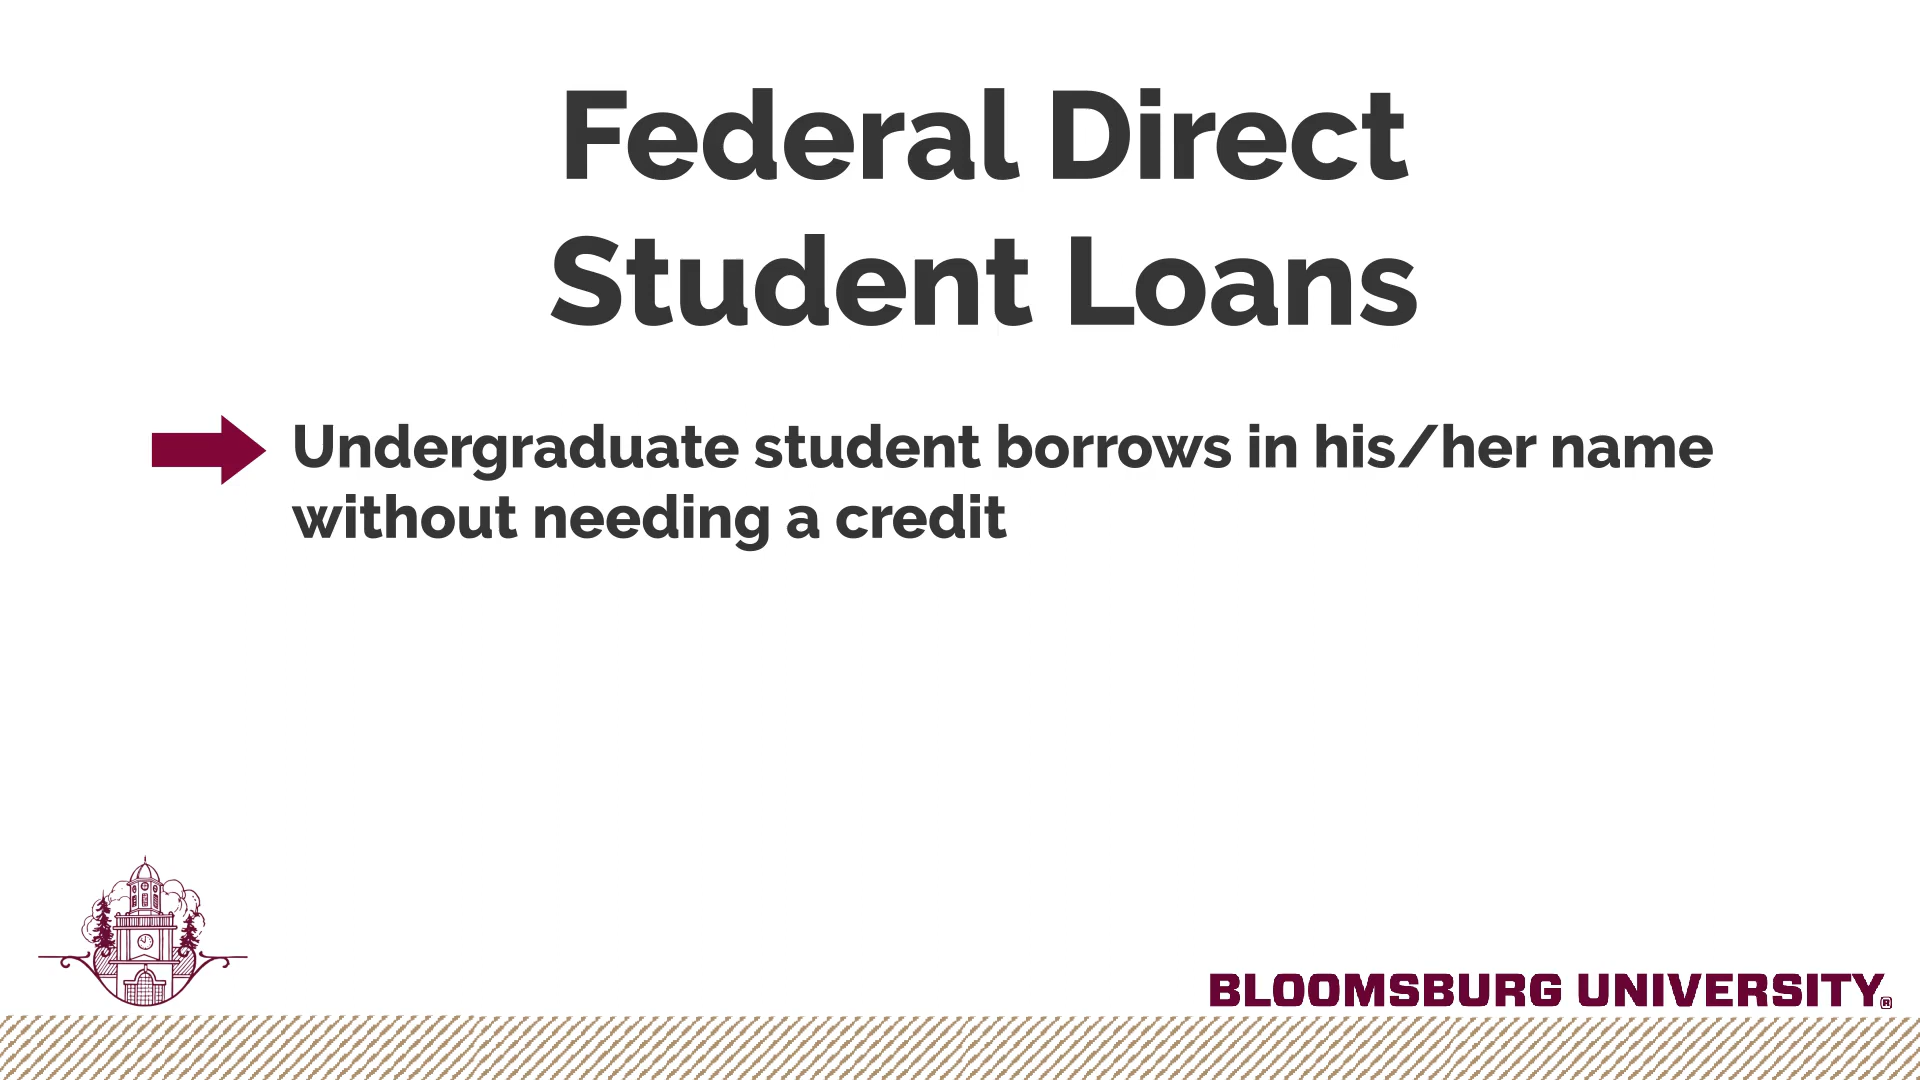 Federal Direct
Student Loans
Undergraduate student borrows in his/her name
without needing a credit
BLOOMSBURG UNIVERSITY®